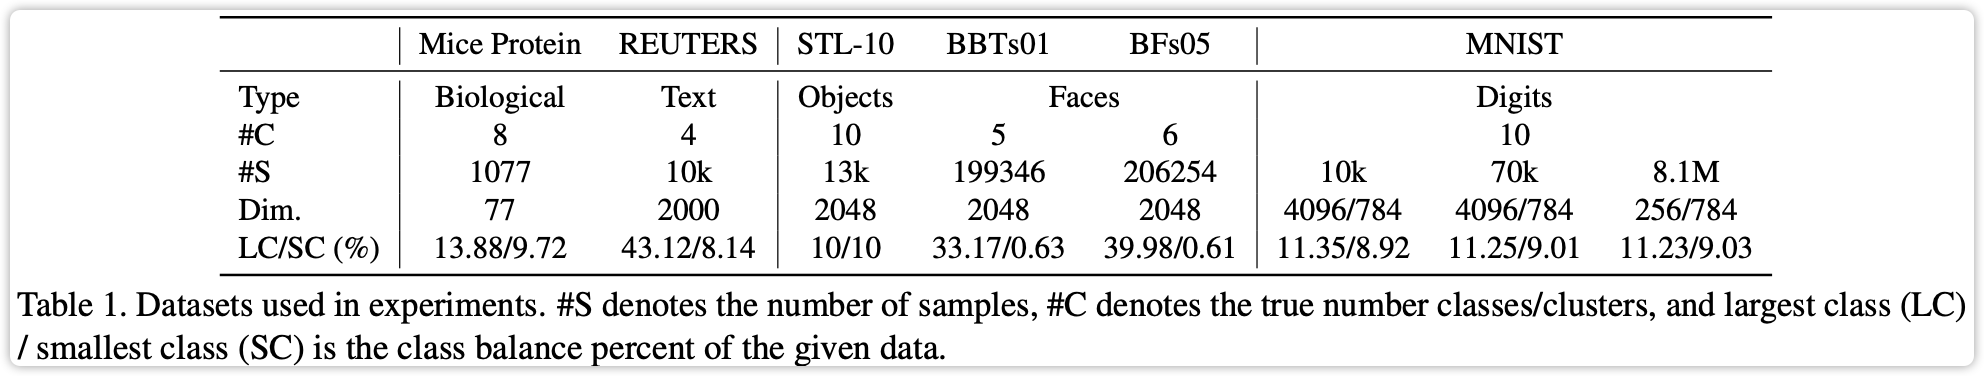 Mice Protein REUTERS STL-10 BBTs01 BFs05 MNIST
Type Biological Text Objects Faces Digits
#C 8 4 10 5 6 10
#S 1077 10k 13k 199346 206254 10k 70k 8.1M
Dim. 77 2000 2048 2048 2048 4096/784 4096/784 256/784
LC/SC (%) 13.88/9.72 43.12/8.14 10/10 33.17/0.63 39.98/0.61 11.35/8.92 11.25/9.01 11.23/9.03
Table 1. Datasets used in experiments. #S denotes the number of samples, #C denotes the true number classes/clusters, and largest class (LC)
/ smallest class (SC) is the class balance percent of the given data.